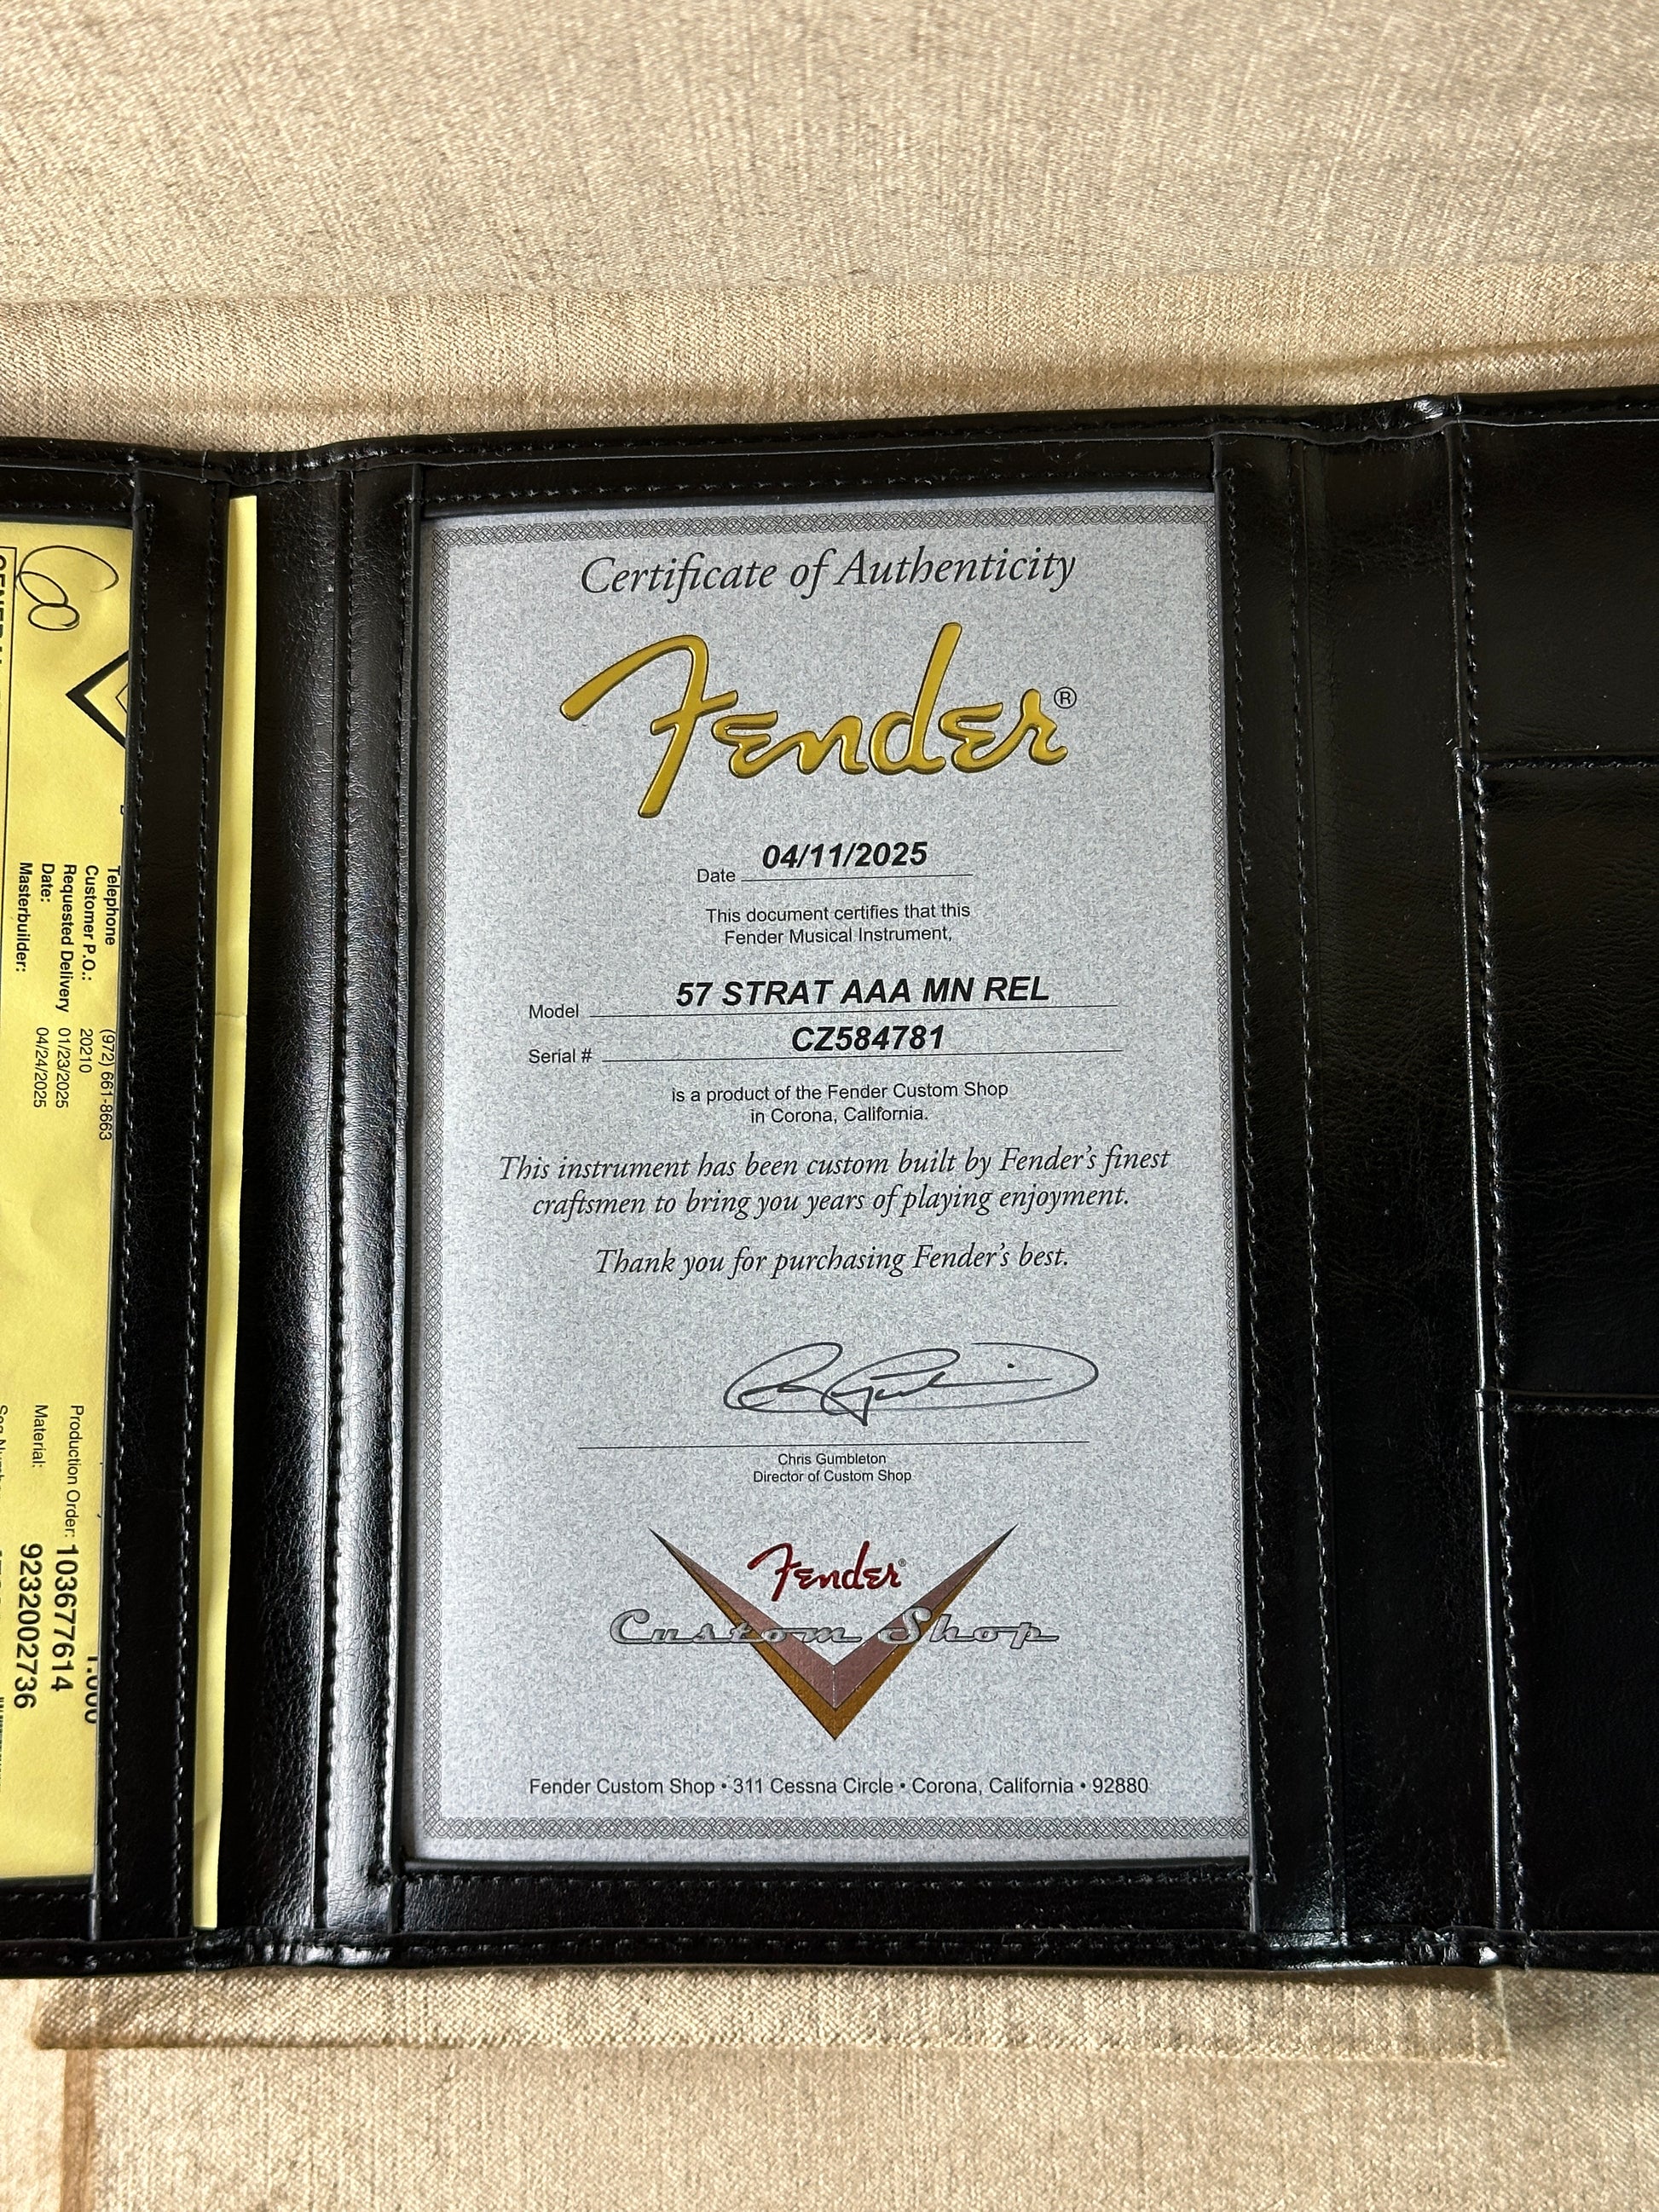 Certificate of Authenticity
Fender®
Date 04/11/2025
This document certifies that this
Fender Musical Instrument,
Model 57 STRAT AAA MN REL
Serial # CZ584781
is a product of the Fender Custom Shop
in Corona, California.
This instrument has been custom built by Fender's finest
craftsmen to bring you years of playing enjoyment.
Thank you for purchasing Fender's best.
Chris Gumbleton
Director of Custom Shop
Fender®
Custom Shop
Fender Custom Shop • 311 Cessna Circle • Corona, California • 92880
Telephone (972) 661-8663
Customer P.O.: 20210
Requested Delivery 01/23/2025
Date: 04/24/2025
Masterbuilder:
Production Order: 103677614
Material: 9232002736